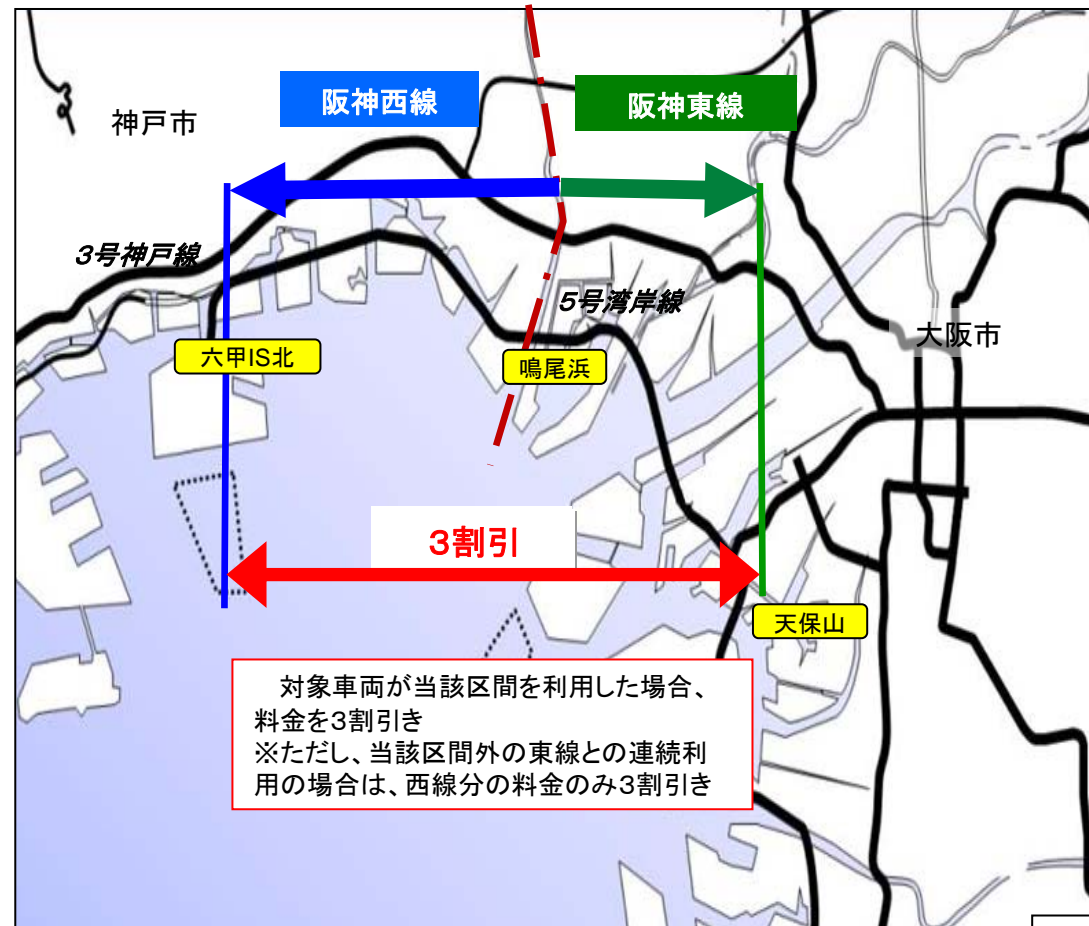 阪神西線
阪神東線
神戸市
3号神戸線
5号湾岸線
大阪市
六甲IS北
鳴尾浜
3割引
天保山
　対象車両が当該区間を利用した場合、
料金を3割引き
※ただし、当該区間外の東線との連続利
用の場合は、西線分の料金のみ3割引き